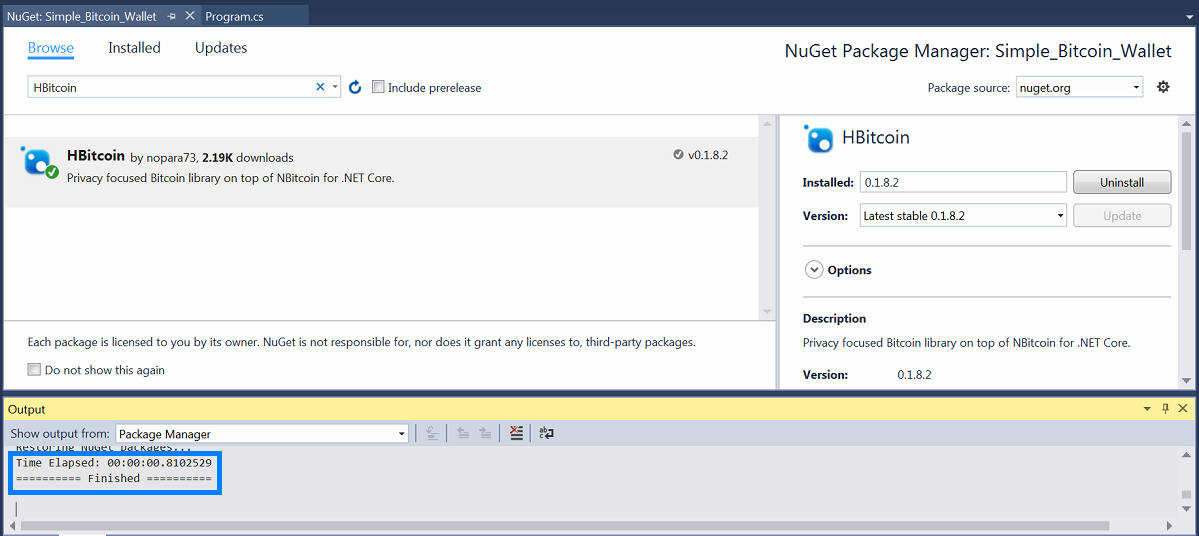 NuGet: Simple_Bitcoin_Wallet
Program.cs
Browse Installed Updates
NuGet Package Manager: Simple_Bitcoin_Wallet
HBitcoin
Include prerelease
Package source: nuget.org
HBitcoin by nopara73, 2.19K downloads
v0.1.8.2
Privacy focused Bitcoin library on top of NBitcoin for .NET Core.
Each package is licensed to you by its owner. NuGet is not responsible for, nor does it grant any licenses to, third-party packages.
Do not show this again
HBitcoin
Installed: 0.1.8.2 Uninstall
Version: Latest stable 0.1.8.2 Update
Options
Description
Privacy focused Bitcoin library on top of NBitcoin for .NET Core.
Version: 0.1.8.2
Output
Show output from: Package Manager
Restoring NuGet packages...
Time Elapsed: 00:00:00.8102529
========== Finished ==========